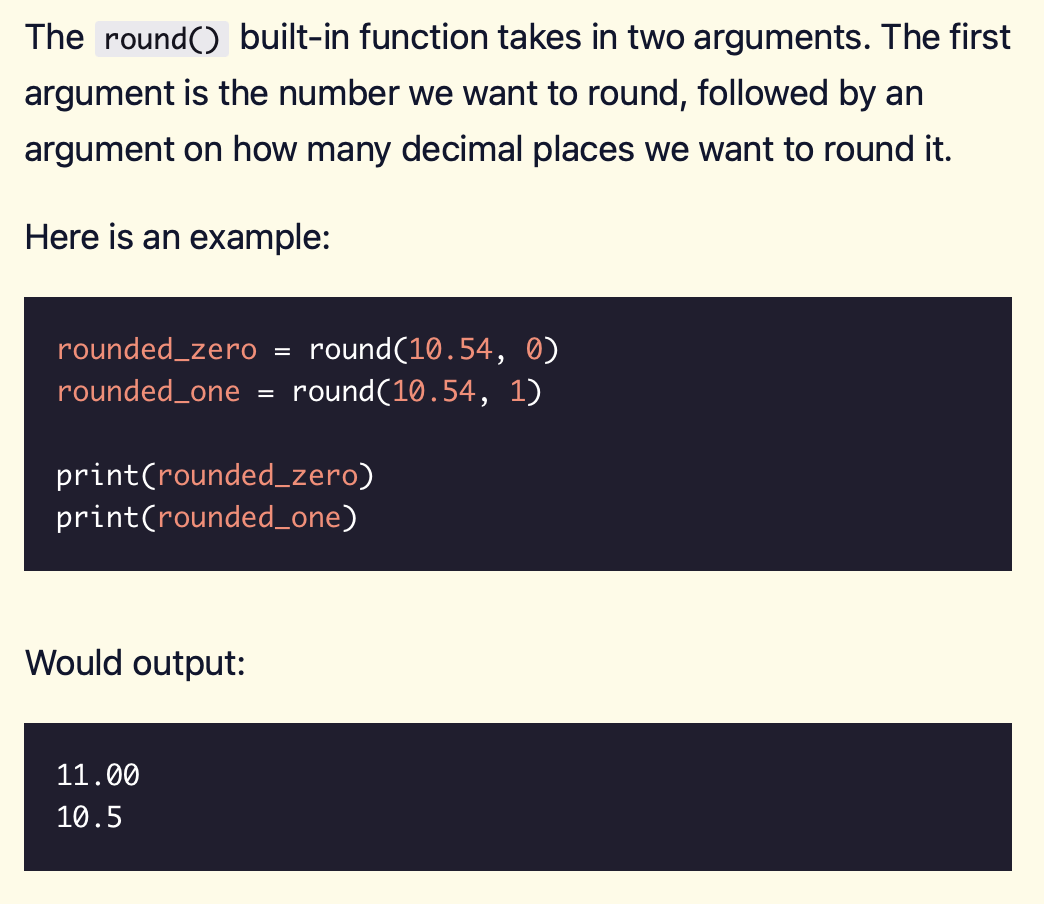 The round() built-in function takes in two arguments. The first
argument is the number we want to round, followed by an
argument on how many decimal places we want to round it.
Here is an example:
rounded_zero = round(10.54, 0)
rounded_one = round(10.54, 1)
print(rounded_zero)
print(rounded_one)
Would output:
11.00
10.5